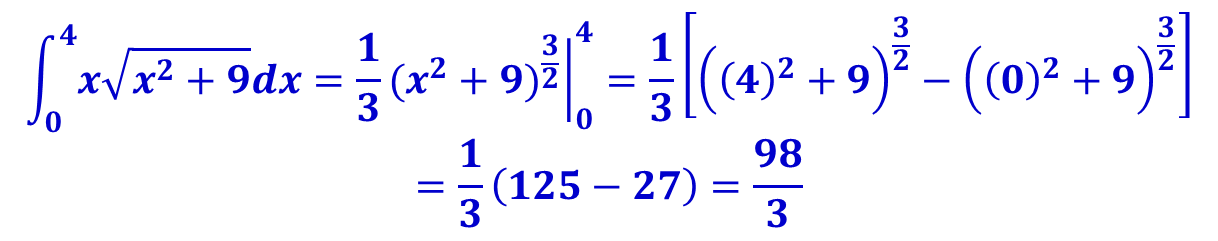 ∫₀⁴ x√(x² + 9) dx = 1/3 (x² + 9)^(3/2) |₀⁴ = 1/3 [((4)² + 9)^(3/2) − ((0)² + 9)^(3/2)]
= 1/3 (125 − 27) = 98/3